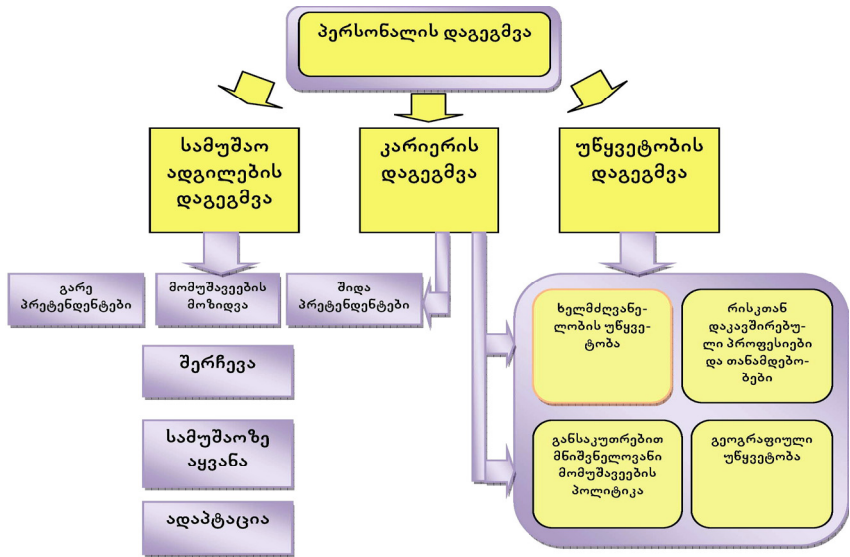 პერსონალის დაგეგმვა
სამუშაო
ადგილების
დაგეგმვა
კარიერის
დაგეგმვა
უწყვეტობის
დაგეგმვა
გარე
პრეტენდენტები
მომუშავეების
მოზიდვა
შიდა
პრეტენდენტები
შერჩევა
სამუშაოზე
აყვანა
ადაპტაცია
ხელმძღვანე-
ლობის უწყვე-
ტობა
რისკთან
დაკავშირებუ-
ლი პროფესიები
და თანამდებო-
ბები
განსაკუთრებით
მნიშვნელოვანი
მომუშავეების
პოლიტიკა
გეოგრაფიული
უწყვეტობა